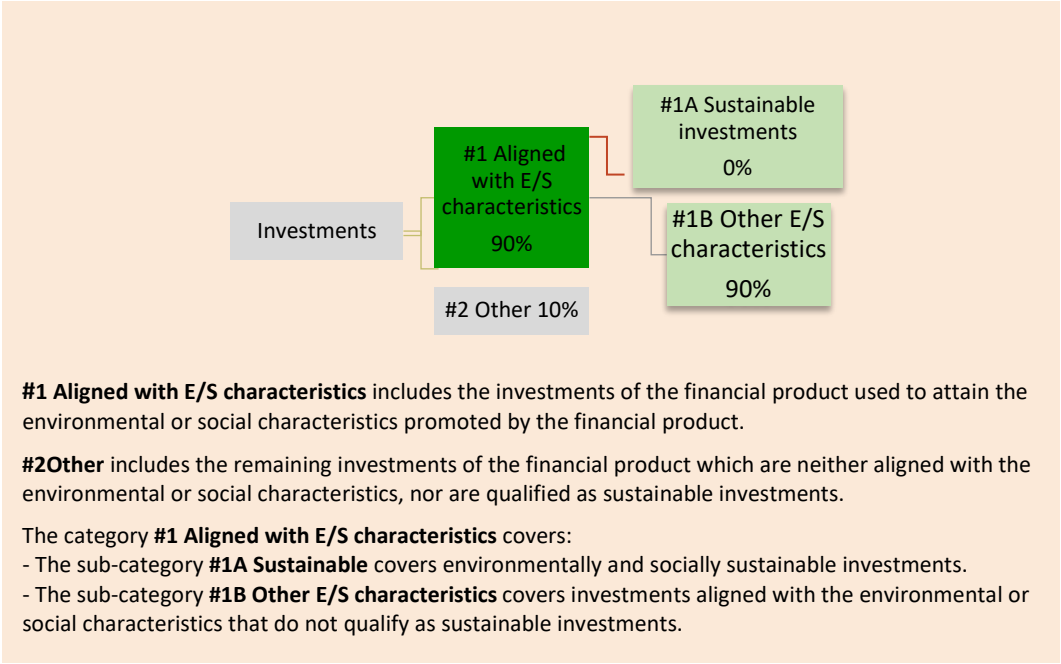 #1A Sustainable
investments
0%
#1 Aligned
with E/S
characteristics
90%
Investments
#1B Other E/S
characteristics
90%
#2 Other 10%
#1 Aligned with E/S characteristics includes the investments of the financial product used to attain the
environmental or social characteristics promoted by the financial product.
#2Other includes the remaining investments of the financial product which are neither aligned with the
environmental or social characteristics, nor are qualified as sustainable investments.
The category #1 Aligned with E/S characteristics covers:
- The sub-category #1A Sustainable covers environmentally and socially sustainable investments.
- The sub-category #1B Other E/S characteristics covers investments aligned with the environmental or
social characteristics that do not qualify as sustainable investments.